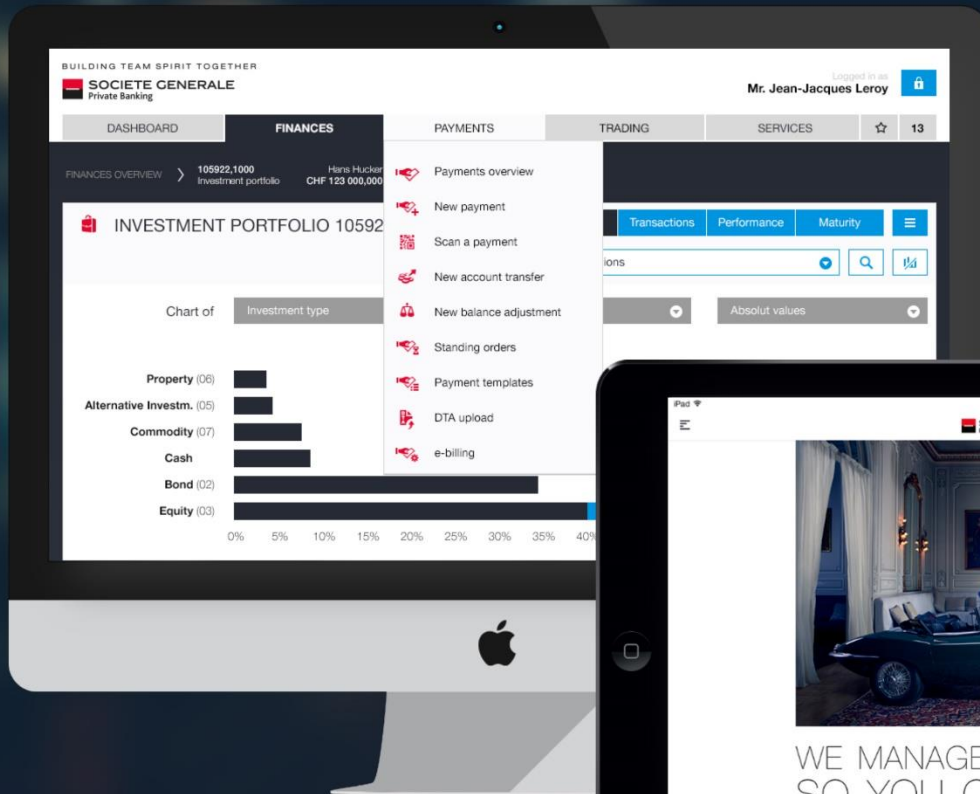 BUILDING TEAM SPIRIT TOGETHER
SOCIETE GENERALE
Private Banking
Logged in as
Mr. Jean-Jacques Leroy
DASHBOARD FINANCES PAYMENTS TRADING SERVICES 13
FINANCES OVERVIEW 105922,1000 Hans Hucker
Investment portfolio CHF 123 000,000
INVESTMENT PORTFOLIO 10592
Transactions Performance Maturity
ions
Chart of Investment type Absolut values
Payments overview
New payment
Scan a payment
New account transfer
New balance adjustment
Standing orders
Payment templates
DTA upload
e-billing
Property (06)
Alternative Investm. (05)
Commodity (07)
Cash
Bond (02)
Equity (03)
0% 5% 10% 15% 20% 25% 30% 35% 40%
iPad
WE MANAGE
SO YOU